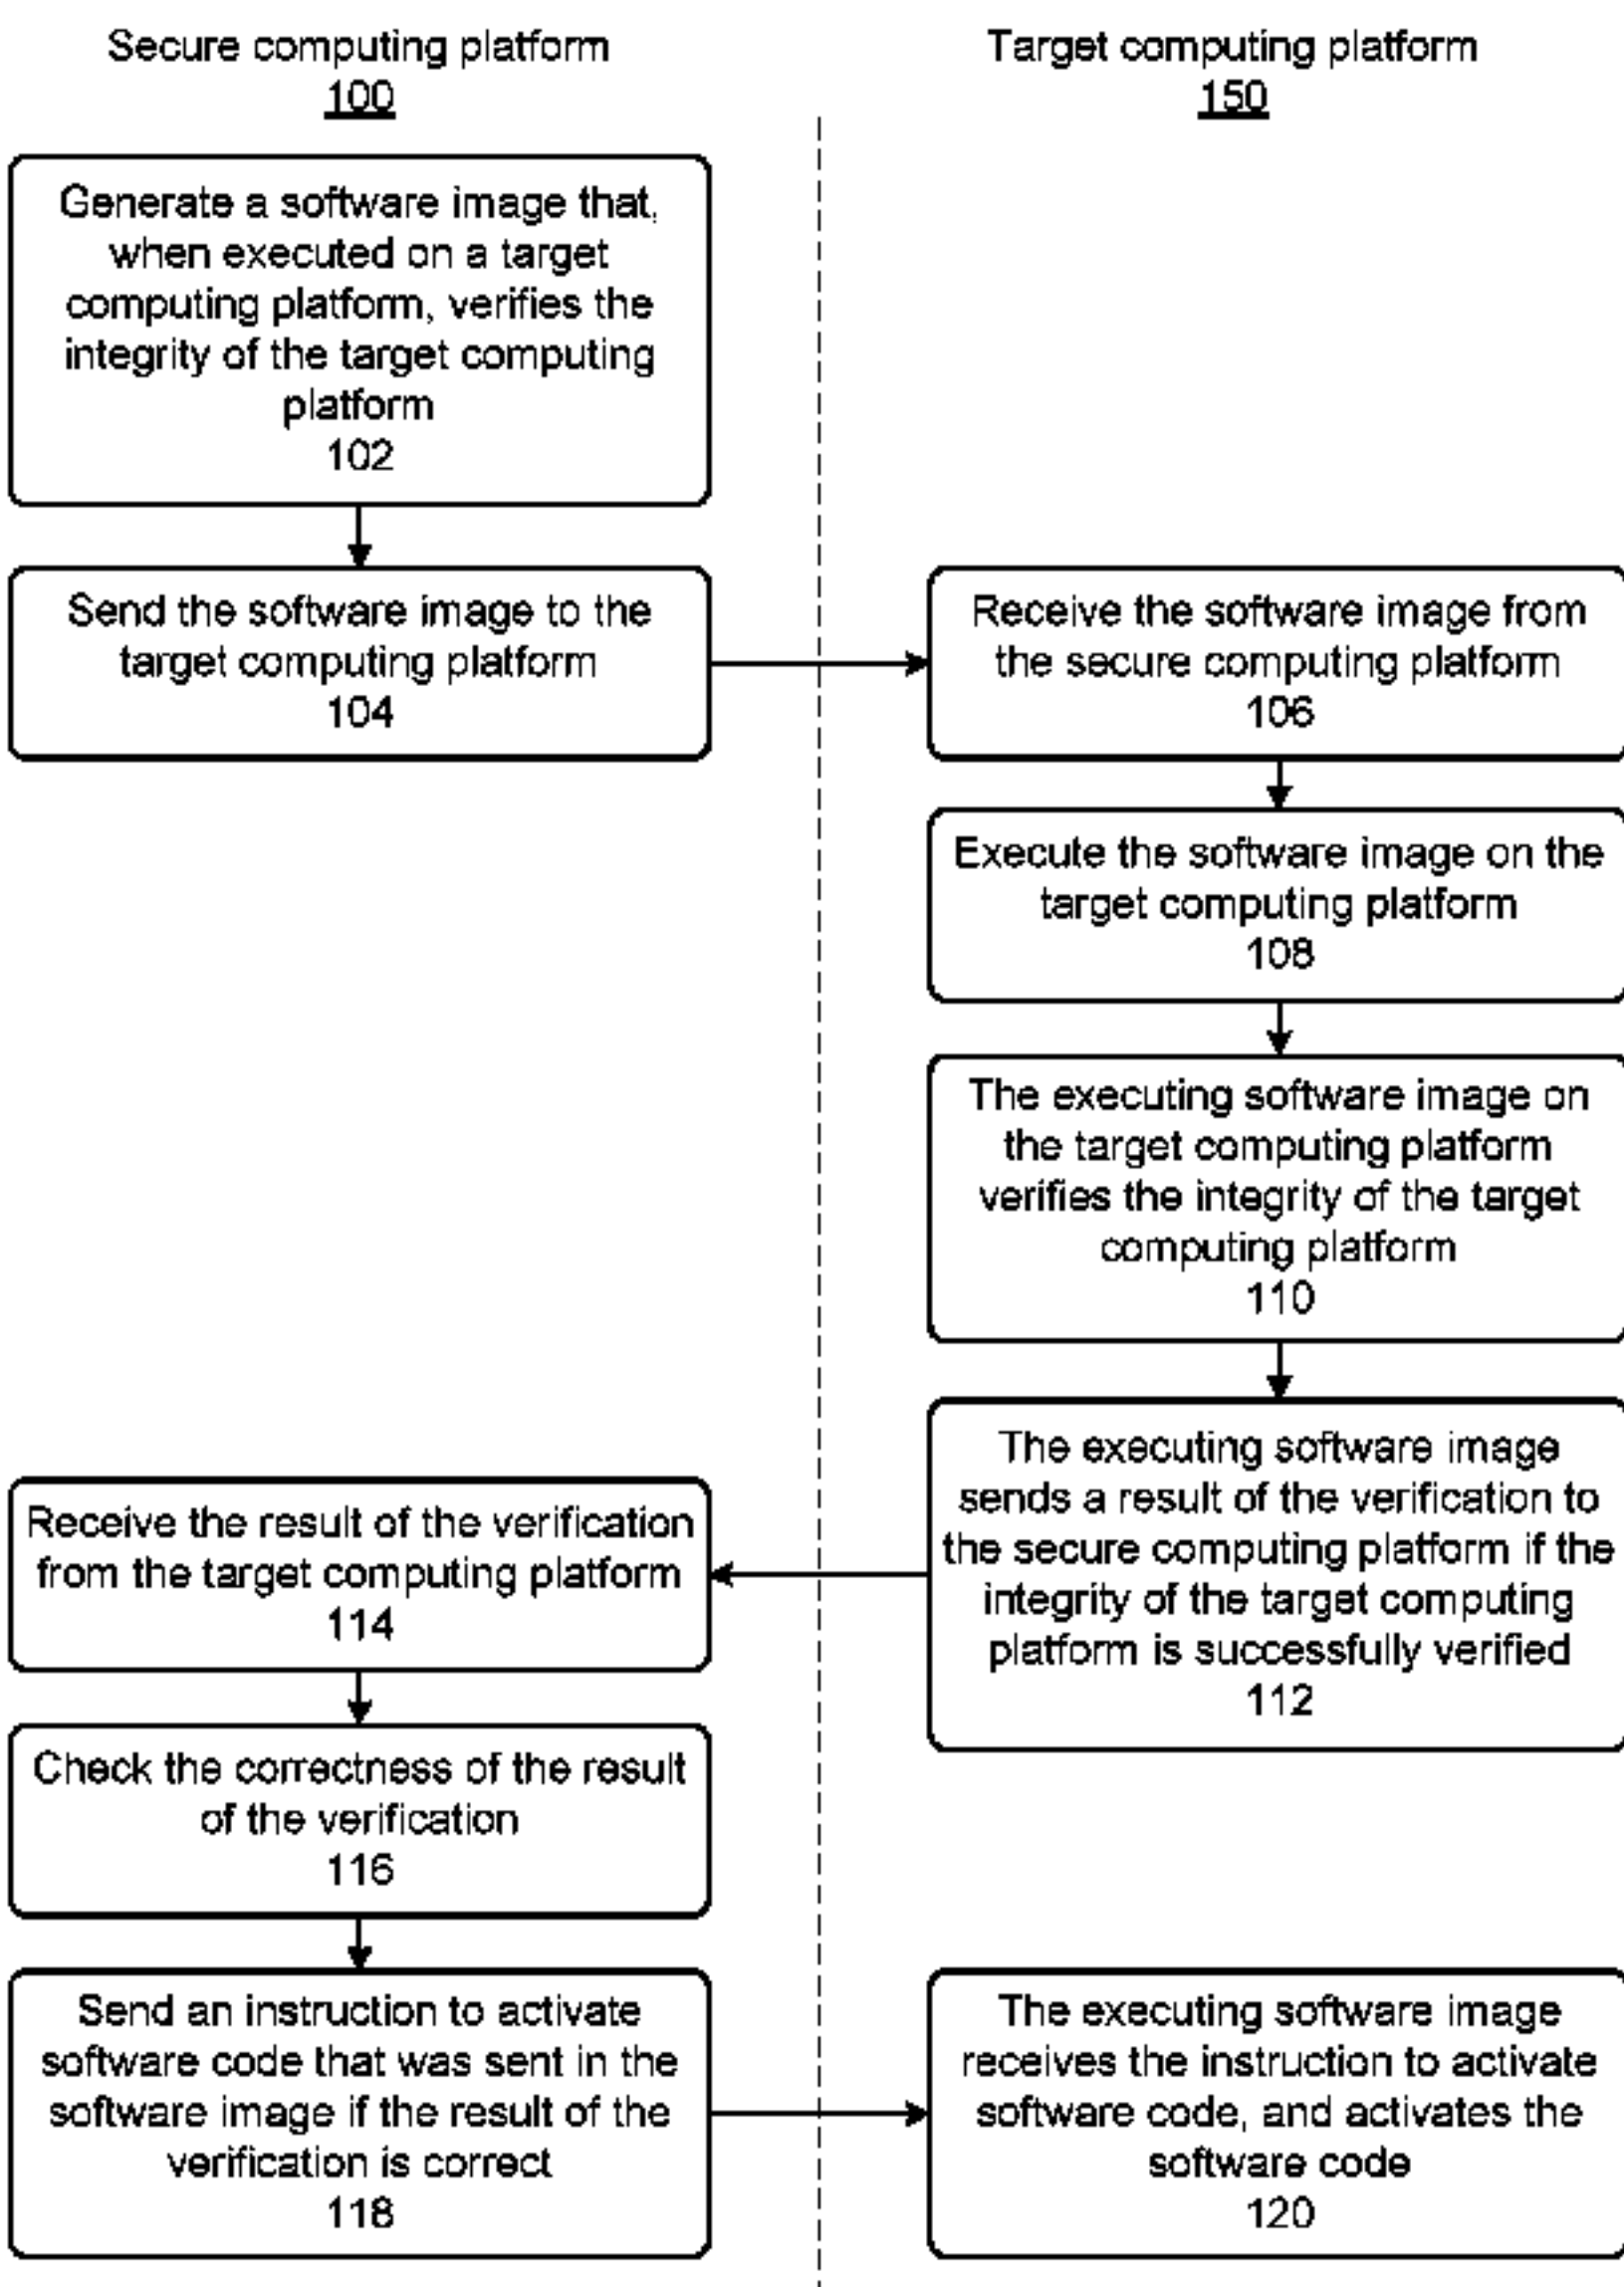 Secure computing platform
100
Target computing platform
150
Generate a software image that,
when executed on a target
computing platform, verifies the
integrity of the target computing
platform
102
Send the software image to the
target computing platform
104
Receive the software image from
the secure computing platform
106
Execute the software image on the
target computing platform
108
The executing software image on
the target computing platform
verifies the integrity of the target
computing platform
110
The executing software image
sends a result of the verification to
the secure computing platform if the
integrity of the target computing
platform is successfully verified
112
Receive the result of the verification
from the target computing platform
114
Check the correctness of the result
of the verification
116
Send an instruction to activate
software code that was sent in the
software image if the result of the
verification is correct
118
The executing software image
receives the instruction to activate
software code, and activates the
software code
120